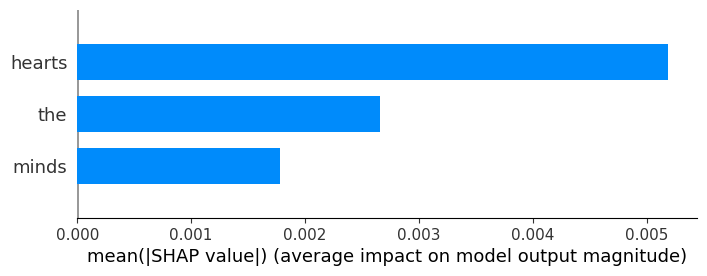 hearts
the
minds
0.000 0.001 0.002 0.003 0.004 0.005
mean(|SHAP value|) (average impact on model output magnitude)